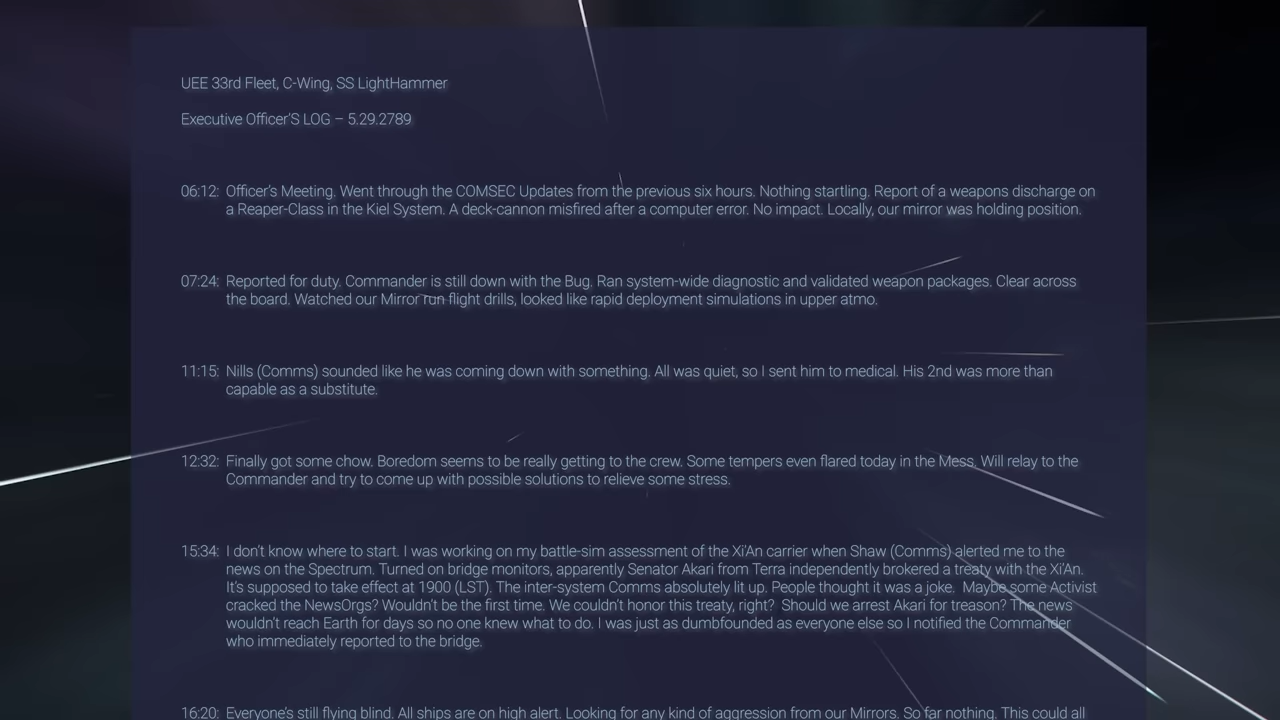 UEE 33rd Fleet, C-Wing, SS LightHammer
Executive Officer'S LOG – 5.29.2789
06:12: Officer's Meeting. Went through the COMSEC Updates from the previous six hours. Nothing startling. Report of a weapons discharge on
a Reaper-Class in the Kiel System. A deck-cannon misfired after a computer error. No impact. Locally, our mirror was holding position.
07:24: Reported for duty. Commander is still down with the Bug. Ran system-wide diagnostic and validated weapon packages. Clear across
the board. Watched our Mirror run flight drills, looked like rapid deployment simulations in upper atmo.
11:15: Nills (Comms) sounded like he was coming down with something. All was quiet, so I sent him to medical. His 2nd was more than
capable as a substitute.
12:32: Finally got some chow. Boredom seems to be really getting to the crew. Some tempers even flared today in the Mess. Will relay to the
Commander and try to come up with possible solutions to relieve some stress.
15:34: I don't know where to start. I was working on my battle-sim assessment of the Xi'An carrier when Shaw (Comms) alerted me to the
news on the Spectrum. Turned on bridge monitors, apparently Senator Akari from Terra independently brokered a treaty with the Xi'An.
It's supposed to take effect at 1900 (LST). The inter-system Comms absolutely lit up. People thought it was a joke. Maybe some Activist
cracked the NewsOrgs? Wouldn't be the first time. We couldn't honor this treaty, right? Should we arrest Akari for treason? The news
wouldn't reach Earth for days so no one knew what to do. I was just as dumbfounded as everyone else so I notified the Commander
who immediately reported to the bridge.
16:20: Everyone's still flying blind. All ships are on high alert. Looking for any kind of aggression from our Mirrors. So far nothing. This could all